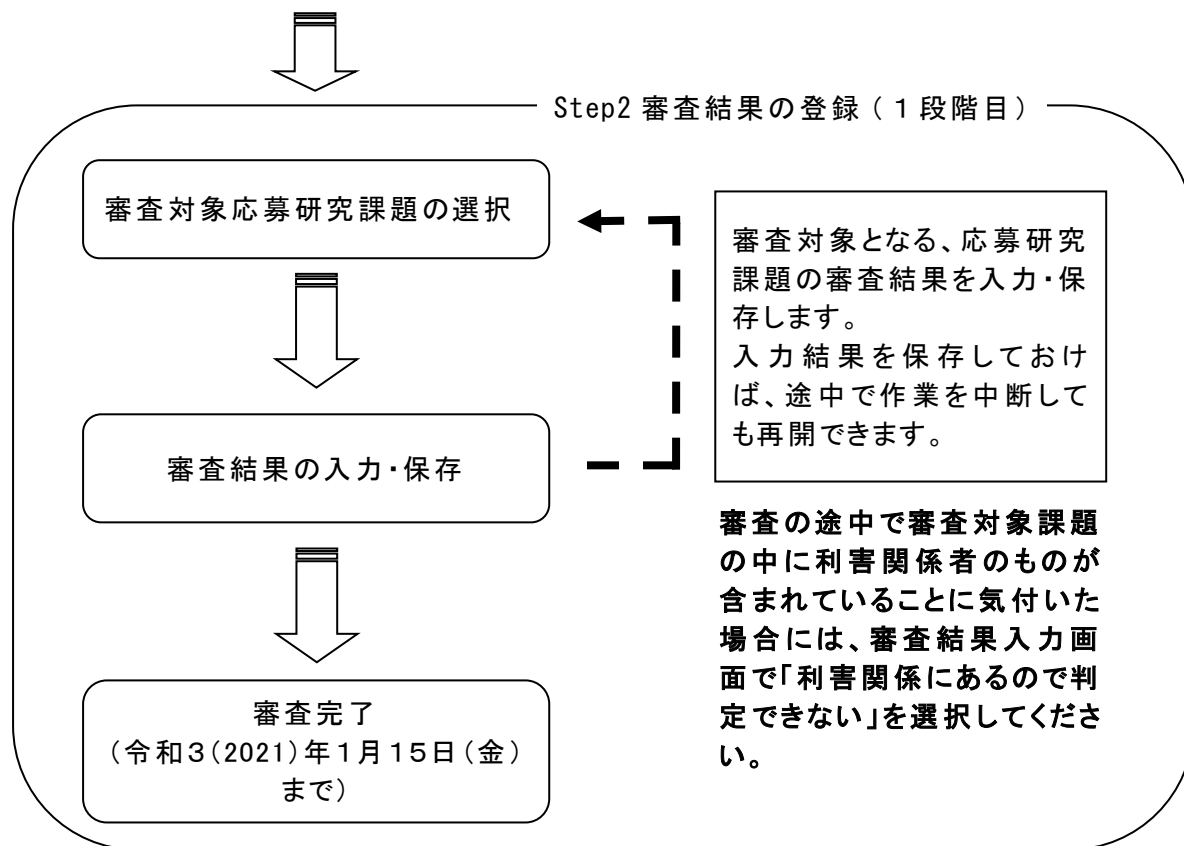 Step2 審査結果の登録（１段階目）
審査対象応募研究課題の選択
審査対象となる、応募研究
課題の審査結果を入力・保
存します。
入力結果を保存しておけ
ば、途中で作業を中断して
も再開できます。
審査結果の入力・保存
審査の途中で審査対象課題
の中に利害関係者のものが
含まれていることに気付いた
場合には、審査結果入力画
面で「利害関係にあるので判
定できない」を選択してくださ
い。
審査完了
（令和３（2021）年１月１５日（金）
まで）